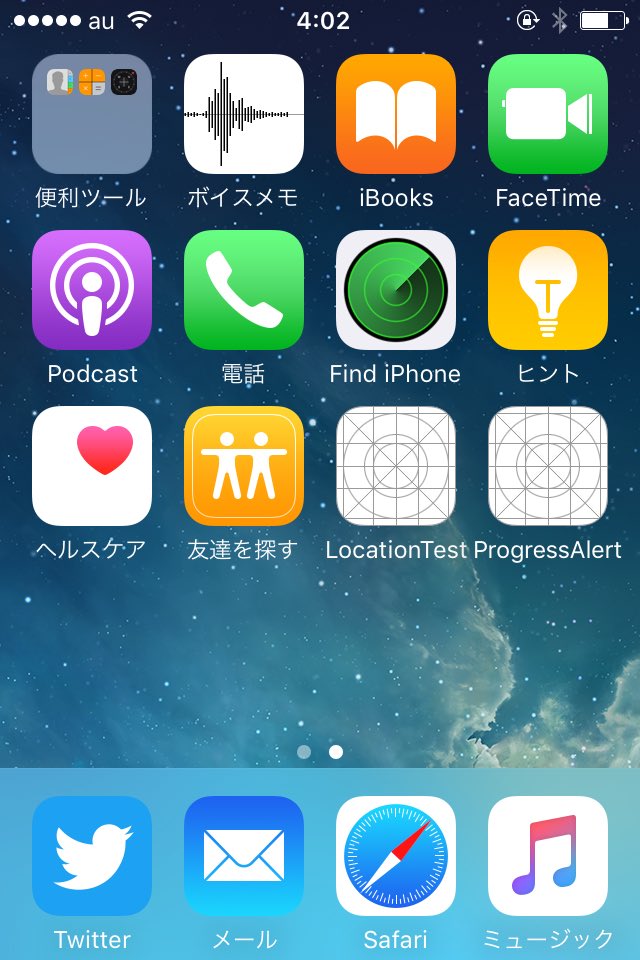 au 4:02
便利ツール
ボイスメモ
iBooks
FaceTime
Podcast
電話
Find iPhone
ヒント
ヘルスケア
友達を探す
LocationTest
ProgressAlert
Twitter
メール
Safari
ミュージック